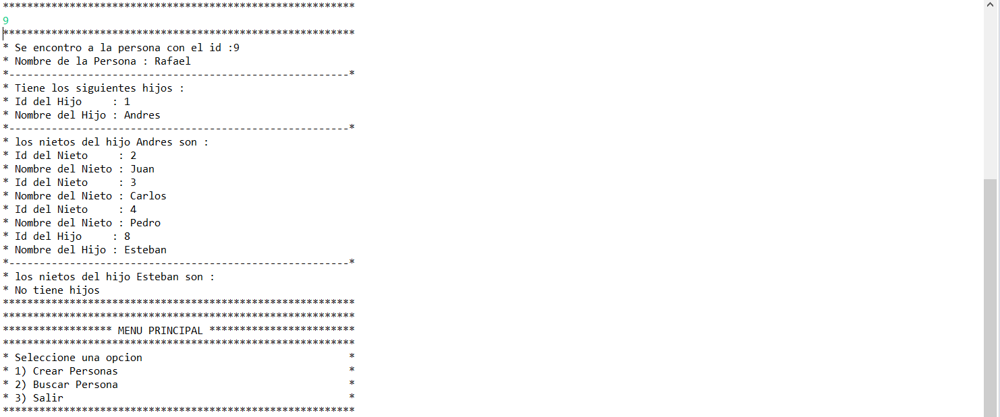 **********************************************************
9
**********************************************************
* Se encontro a la persona con el id :9
* Nombre de la Persona : Rafael
*--------------------------------------------------------*
* Tiene los siguientes hijos :
* Id del Hijo     : 1
* Nombre del Hijo : Andres
*--------------------------------------------------------*
* los nietos del hijo Andres son :
* Id del Nieto     : 2
* Nombre del Nieto : Juan
* Id del Nieto     : 3
* Nombre del Nieto : Carlos
* Id del Nieto     : 4
* Nombre del Nieto : Pedro
* Id del Hijo     : 8
* Nombre del Hijo : Esteban
*--------------------------------------------------------*
* los nietos del hijo Esteban son :
* No tiene hijos
**********************************************************
**********************************************************
****************** MENU PRINCIPAL ************************
**********************************************************
* Seleccione una opcion                                  *
* 1) Crear Personas                                      *
* 2) Buscar Persona                                      *
* 3) Salir                                               *
**********************************************************